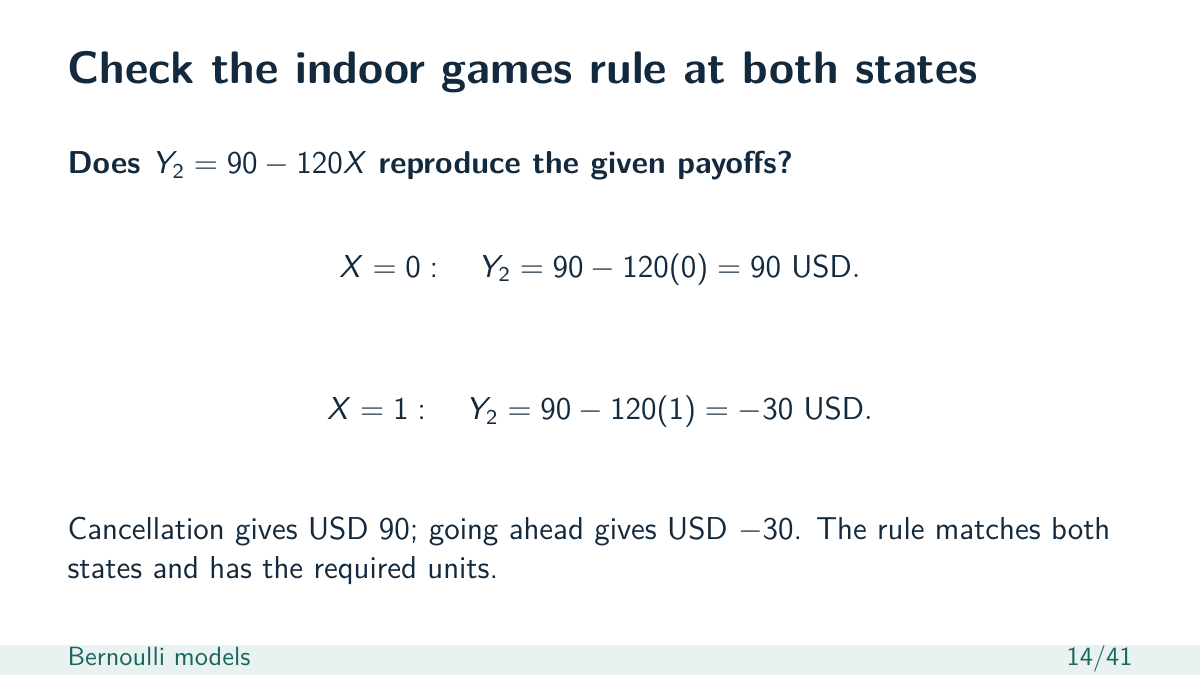 Check the indoor games rule at both states
Does Y₂ = 90 − 120X reproduce the given payoffs?
X = 0 : Y₂ = 90 − 120(0) = 90 USD.
X = 1 : Y₂ = 90 − 120(1) = −30 USD.
Cancellation gives USD 90; going ahead gives USD −30. The rule matches both
states and has the required units.
Bernoulli models 14/41